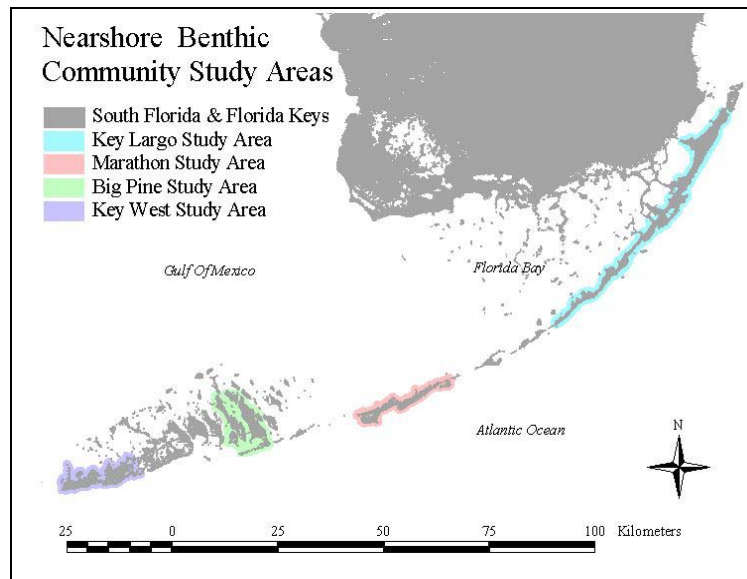 Nearshore Benthic
Community Study Areas
South Florida & Florida Keys
Key Largo Study Area
Marathon Study Area
Big Pine Study Area
Key West Study Area
Gulf Of Mexico
Florida Bay
Atlantic Ocean
N
25 0 25 50 75 100 Kilometers